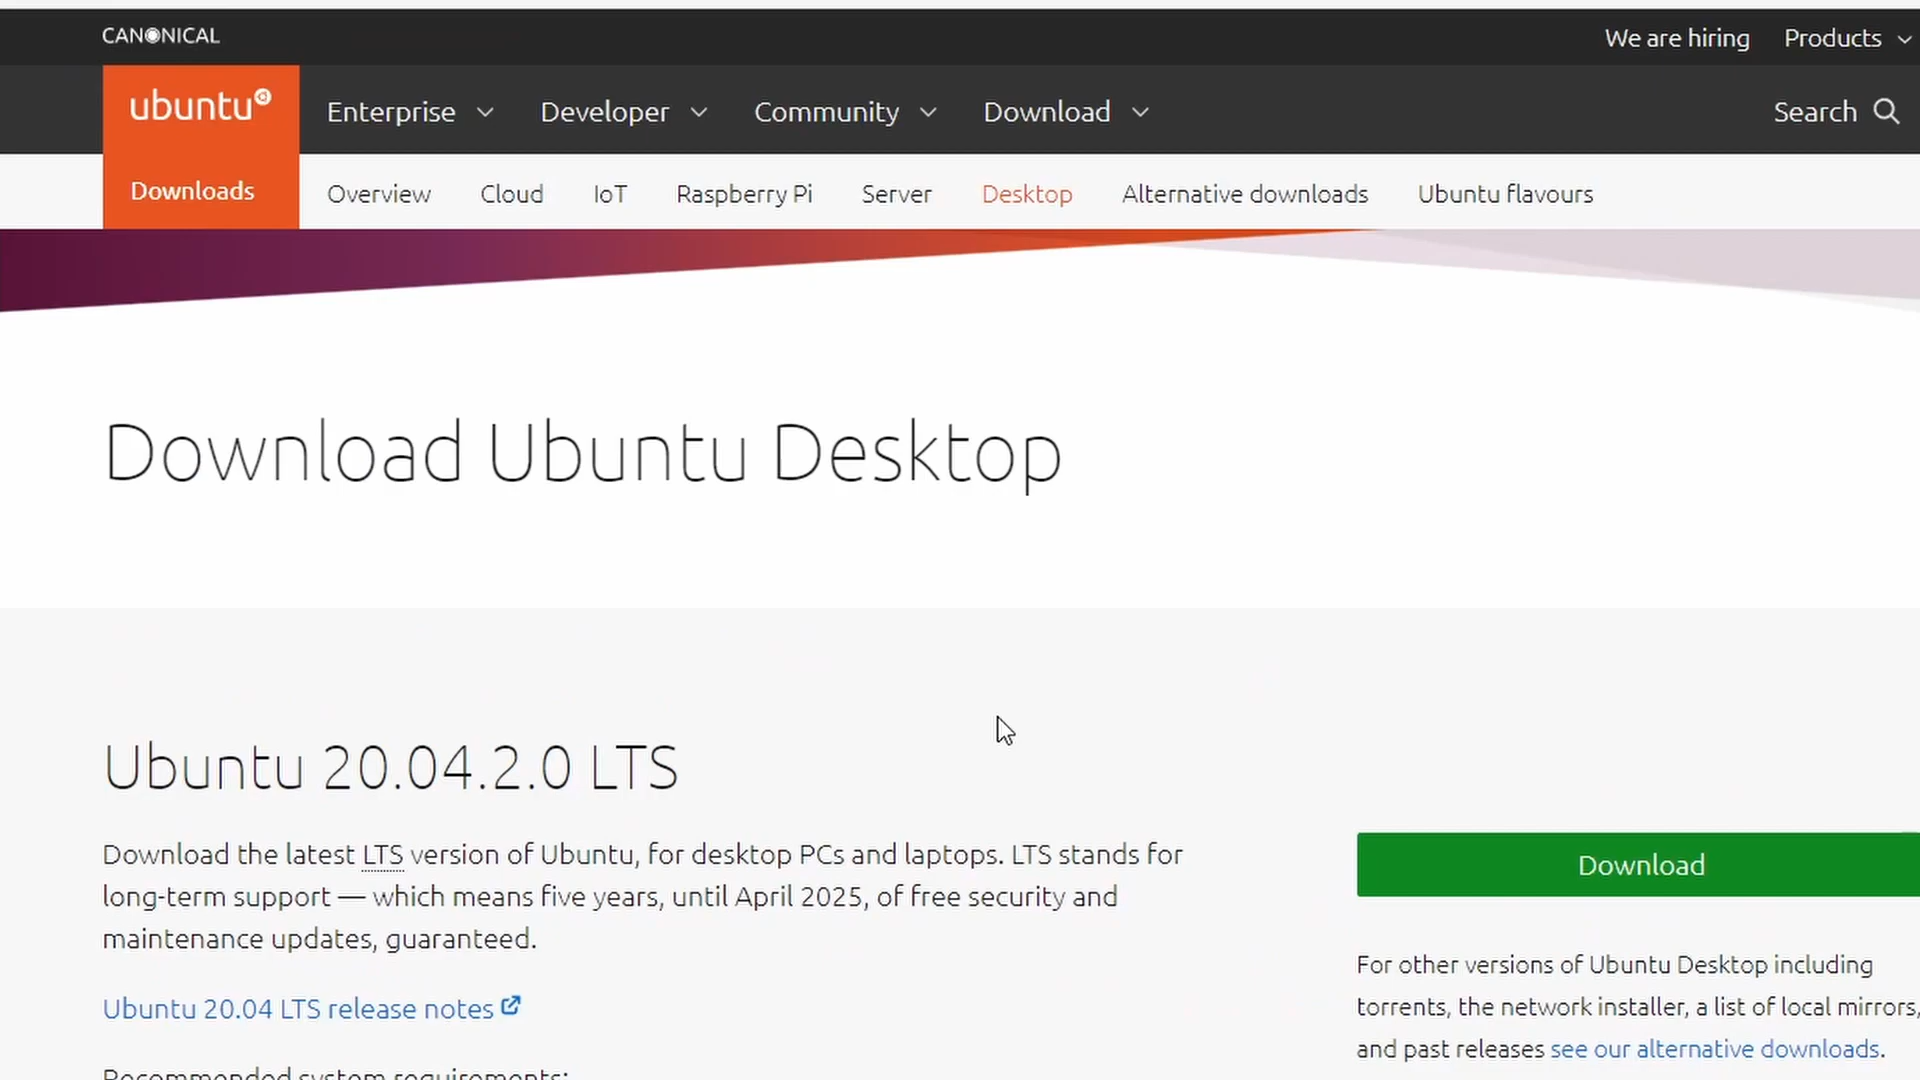 CANONICAL
We are hiring Products
ubuntu Enterprise Developer Community Download Search
Downloads Overview Cloud IoT Raspberry Pi Server Desktop Alternative downloads Ubuntu flavours
Download Ubuntu Desktop
Ubuntu 20.04.2.0 LTS
Download the latest LTS version of Ubuntu, for desktop PCs and laptops. LTS stands for
long-term support — which means five years, until April 2025, of free security and
maintenance updates, guaranteed.
Ubuntu 20.04 LTS release notes
Recommended system requirements:
Download
For other versions of Ubuntu Desktop including
torrents, the network installer, a list of local mirrors,
and past releases see our alternative downloads.